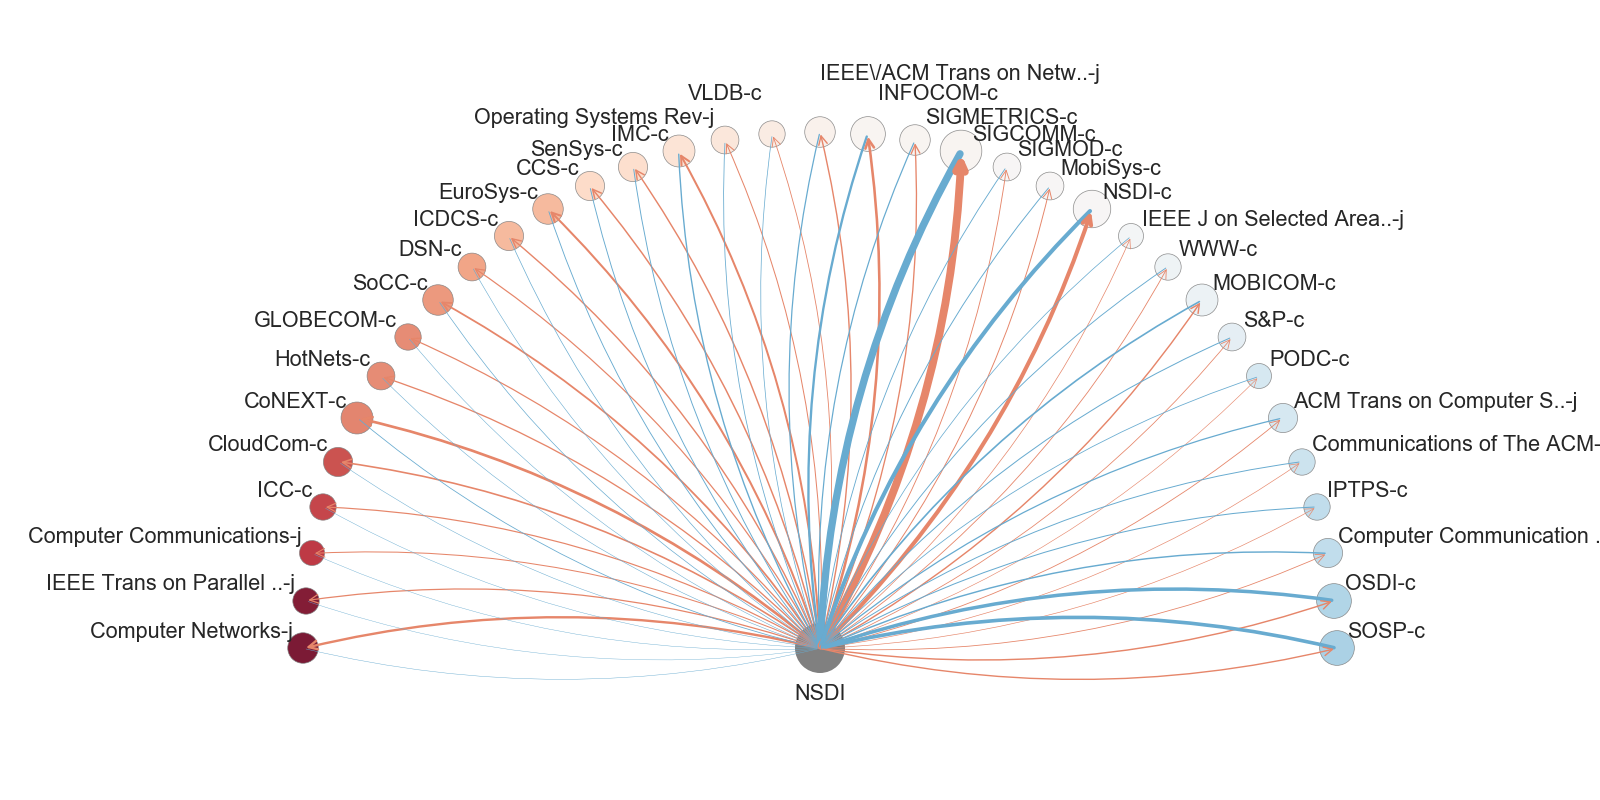 IEEE\/ACM Trans on Netw..-j
VLDB-c
INFOCOM-c
Operating Systems Rev-j
SIGMETRICS-c
IMC-c
SIGCOMM-c
SenSys-c
SIGMOD-c
CCS-c
MobiSys-c
EuroSys-c
NSDI-c
ICDCS-c
IEEE J on Selected Area..-j
DSN-c
WWW-c
SoCC-c
MOBICOM-c
GLOBECOM-c
S&P-c
HotNets-c
PODC-c
CoNEXT-c
ACM Trans on Computer S..-j
CloudCom-c
Communications of The ACM-
ICC-c
IPTPS-c
Computer Communications-j
Computer Communication .
IEEE Trans on Parallel ..-j
OSDI-c
Computer Networks-j
SOSP-c
NSDI